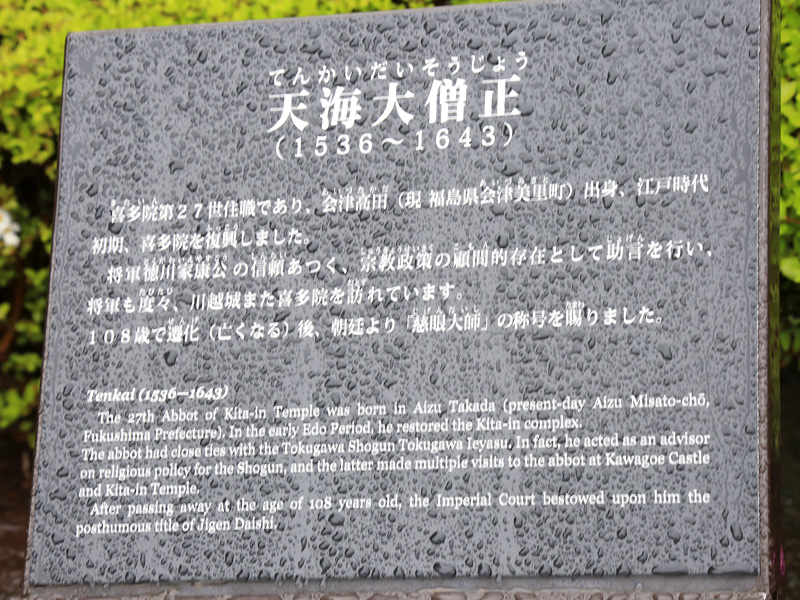 てんかいだいそうじょう
天海大僧正
（1536～1643）
喜多院第27世住職であり、会津高田（現 福島県会津美里町）出身、江戸時代
初期、喜多院を復興しました。
将軍徳川家康公の信頼あつく、宗教政策の顧問的存在として助言を行い，
将軍も度々、川越城また喜多院を訪れています。
108歳で遷化（亡くなる）後、朝廷より「慈眼大師」の称号を賜りました。
Tenkai (1536—1643)
The 27th Abbot of Kita-in Temple was born in Aizu Takada (present-day Aizu Misato-chō,
Fukushima Prefecture). In the early Edo Period, he restored the Kita-in complex.
The abbot had close ties with the Tokugawa Shogun Tokugawa Ieyasu. In fact, he acted as an advisor
on religious policy for the Shogun, and the latter made multiple visits to the abbot at Kawagoe Castle
and Kita-in Temple.
After passing away at the age of 108 years old, the Imperial Court bestowed upon him the
posthumous title of Jigen Daishi.